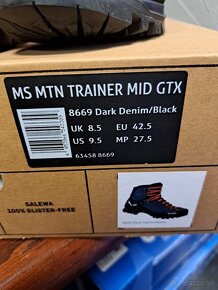 MS MTN TRAINER MID GTX
8669 Dark Denim/Black
UK 8.5 EU 42.5
US 9.5 MP 27.5
63458 8669
SALEWA
100% BLISTER-FREE